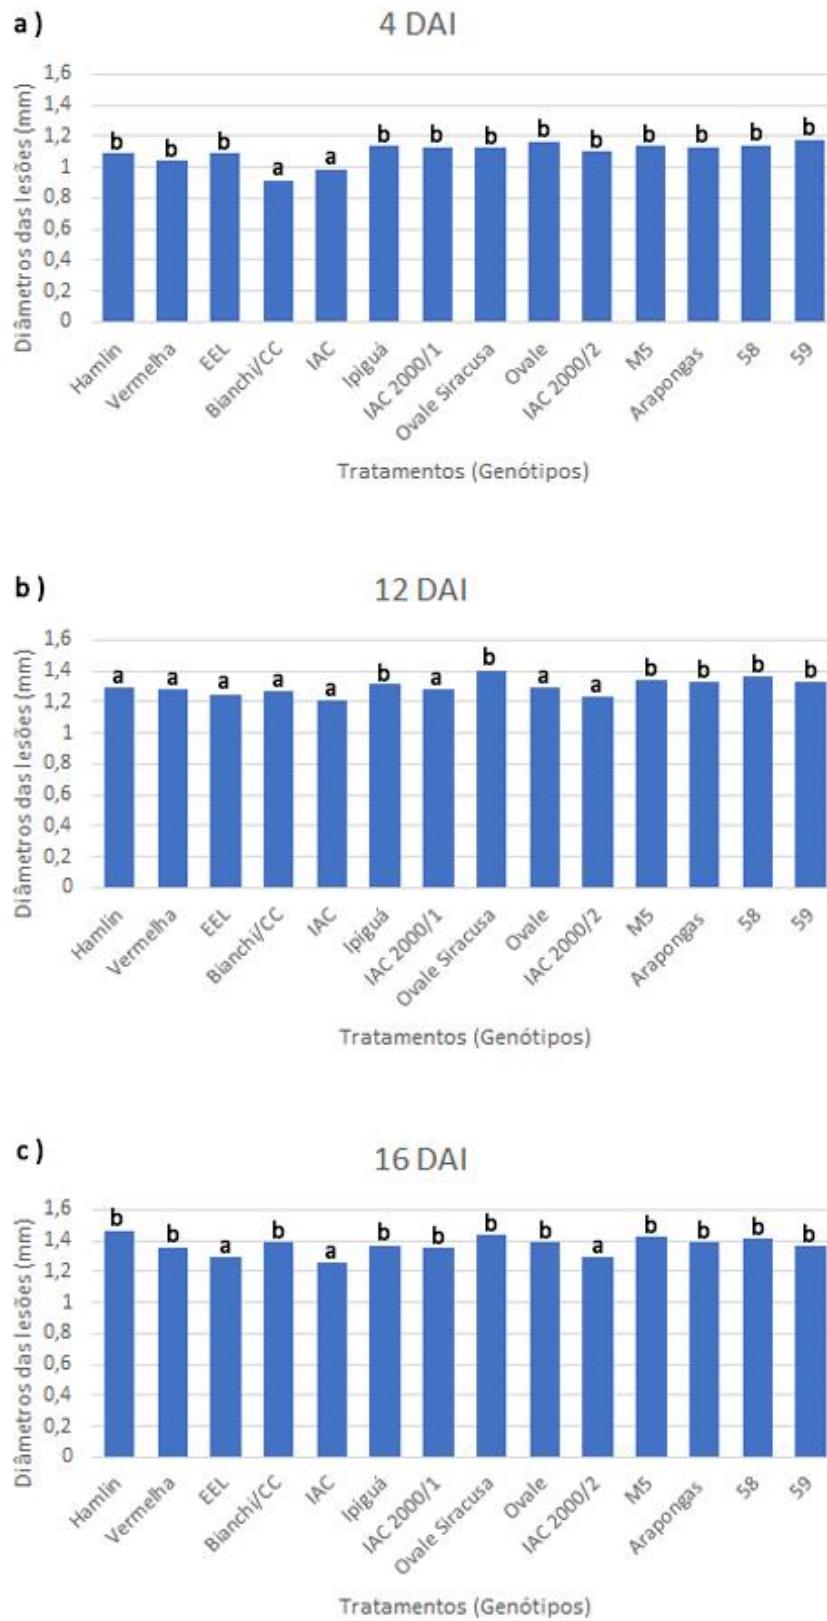 a )
4 DAI
Diâmetros das lesões (mm)
1,6
1,4
1,2
1
0,8
0,6
0,4
0,2
0
b b b a a b b b b b b b b b
Hamlin Vermelha EEL Bianchi/CC IAC Ipiguá IAC 2000/1 Ovale Siracusa Ovale IAC 2000/2 M5 Arapongas 58 59
Tratamentos (Genótipos)
b )
12 DAI
Diâmetros das lesões (mm)
1,6
1,4
1,2
1
0,8
0,6
0,4
0,2
0
a a a a a b a b a a b b b b
Hamlin Vermelha EEL Bianchi/CC IAC Ipiguá IAC 2000/1 Ovale Siracusa Ovale IAC 2000/2 M5 Arapongas 58 59
Tratamentos (Genótipos)
c )
16 DAI
Diâmetros das lesões (mm)
1,6
1,4
1,2
1
0,8
0,6
0,4
0,2
0
b b a b a b b b b a b b b b
Hamlin Vermelha EEL Bianchi/CC IAC Ipiguá IAC 2000/1 Ovale Siracusa Ovale IAC 2000/2 M5 Arapongas 58 59
Tratamentos (Genótipos)